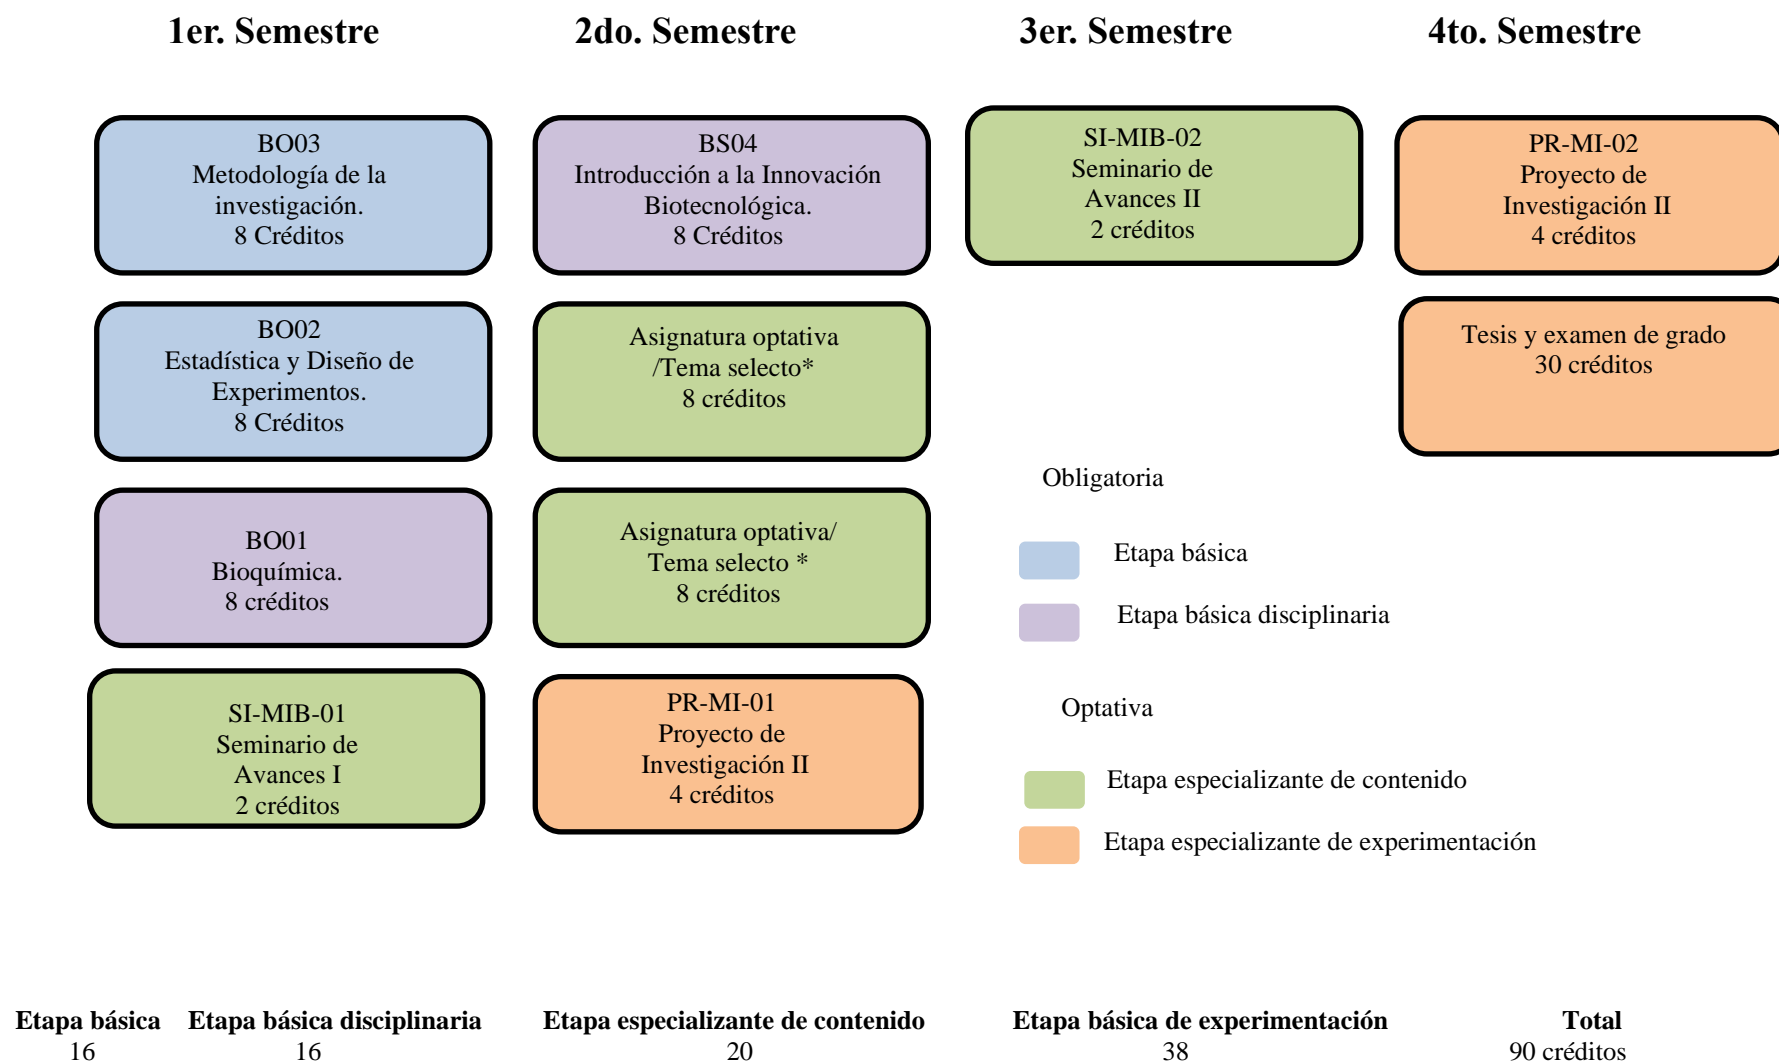 1er. Semestre
2do. Semestre
3er. Semestre
4to. Semestre
BO03
Metodología de la
investigación.
8 Créditos
BO02
Estadística y Diseño de
Experimentos.
8 Créditos
BO01
Bioquímica.
8 créditos
SI-MIB-01
Seminario de
Avances I
2 créditos
BS04
Introducción a la Innovación
Biotecnológica.
8 Créditos
Asignatura optativa
/Tema selecto*
8 créditos
Asignatura optativa/
Tema selecto *
8 créditos
PR-MI-01
Proyecto de
Investigación II
4 créditos
SI-MIB-02
Seminario de
Avances II
2 créditos
PR-MI-02
Proyecto de
Investigación II
4 créditos
Tesis y examen de grado
30 créditos
Obligatoria
Etapa básica
Etapa básica disciplinaria
Optativa
Etapa especializante de contenido
Etapa especializante de experimentación
Etapa básica
16
Etapa básica disciplinaria
16
Etapa especializante de contenido
20
Etapa básica de experimentación
38
Total
90 créditos